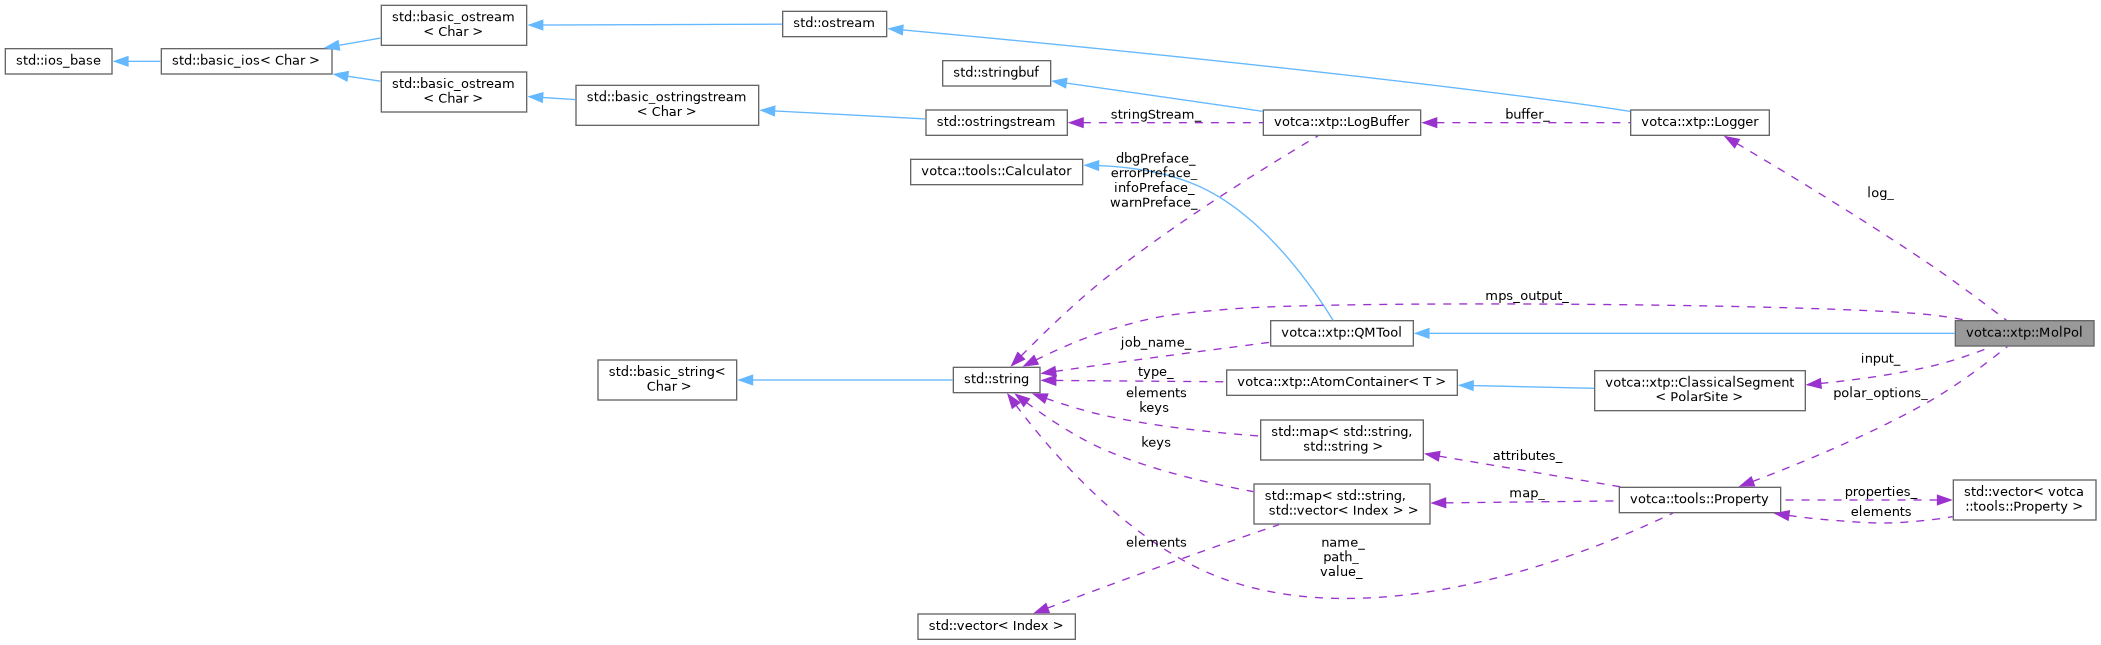 std::basic_ostream
< Char >
std::ostream
std::ios_base
std::basic_ios< Char >
std::stringbuf
std::basic_ostream
< Char >
std::basic_ostringstream
< Char >
std::ostringstream
stringStream_
votca::xtp::LogBuffer
buffer_
votca::xtp::Logger
votca::tools::Calculator
dbgPreface_
errorPreface_
infoPreface_
warnPreface_
log_
mps_output_
votca::xtp::QMTool
votca::xtp::MolPol
job_name_
input_
std::basic_string<
Char >
std::string
type_
votca::xtp::AtomContainer< T >
votca::xtp::ClassicalSegment
< PolarSite >
polar_options_
elements
keys
std::map< std::string,
std::string >
keys
attributes_
std::map< std::string,
std::vector< Index > >
map_
votca::tools::Property
properties_
elements
std::vector< votca
::tools::Property >
elements
name_
path_
value_
std::vector< Index >